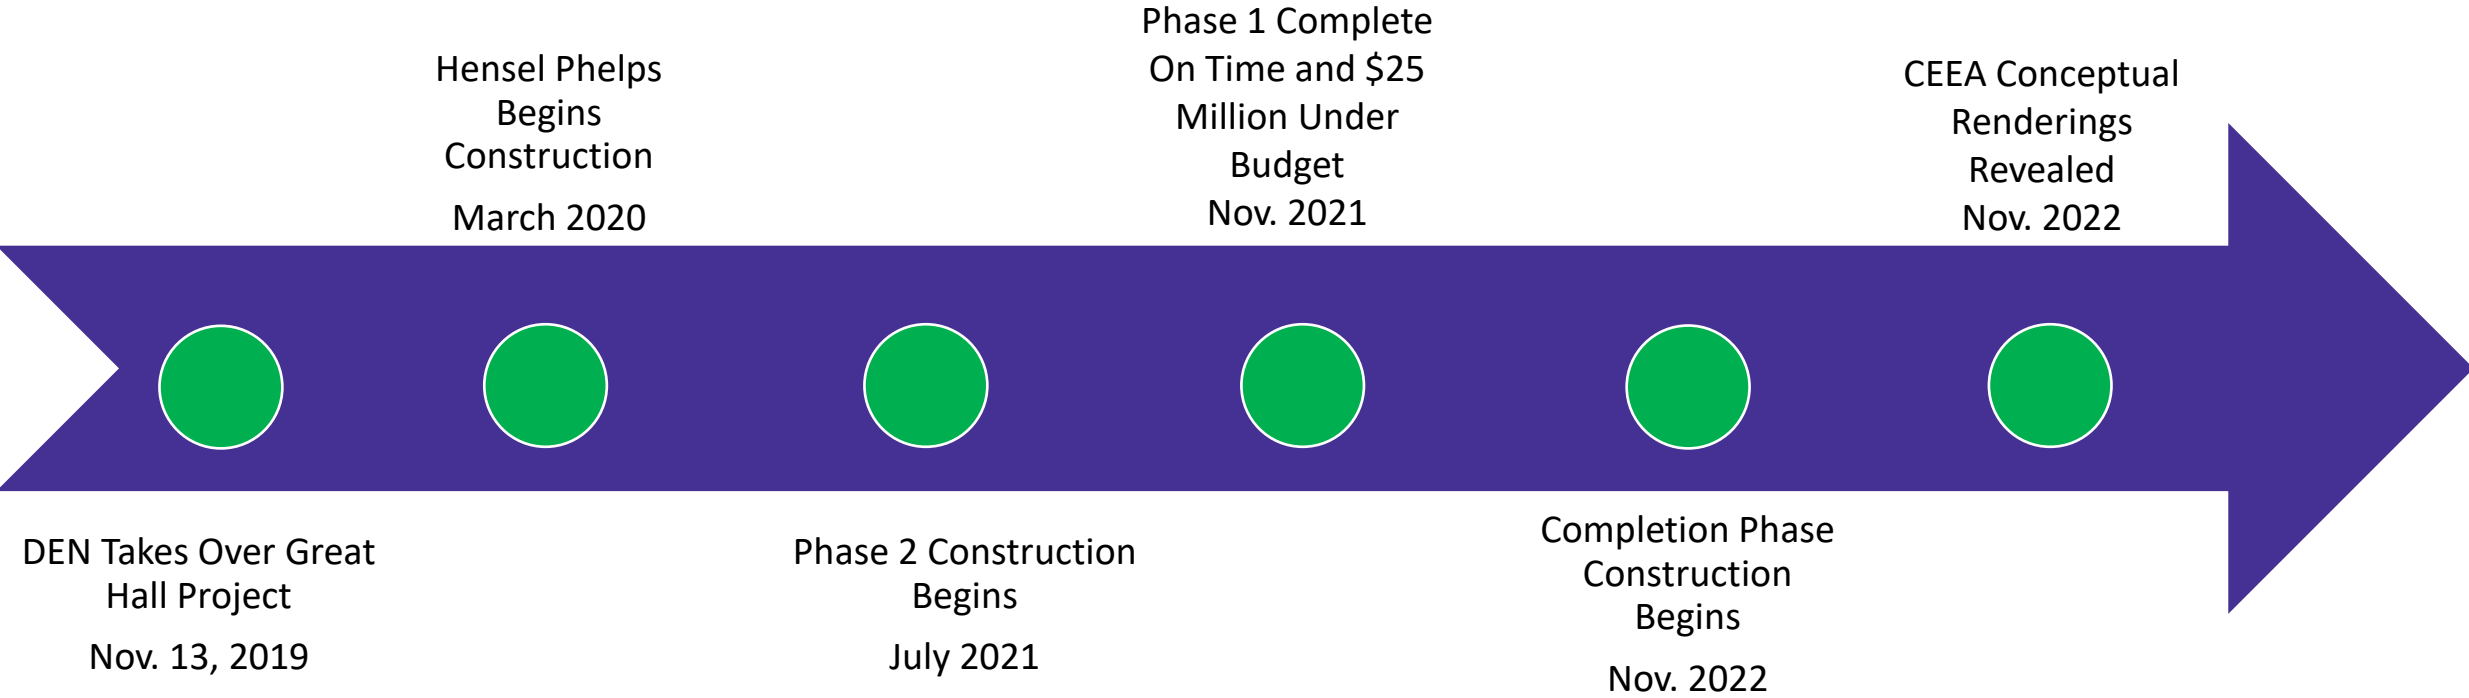 DEN Takes Over Great
Hall Project
Nov. 13, 2019
Hensel Phelps
Begins
Construction
March 2020
Phase 2 Construction
Begins
July 2021
Phase 1 Complete
On Time and $25
Million Under
Budget
Nov. 2021
Completion Phase
Construction
Begins
Nov. 2022
CEEA Conceptual
Renderings
Revealed
Nov. 2022